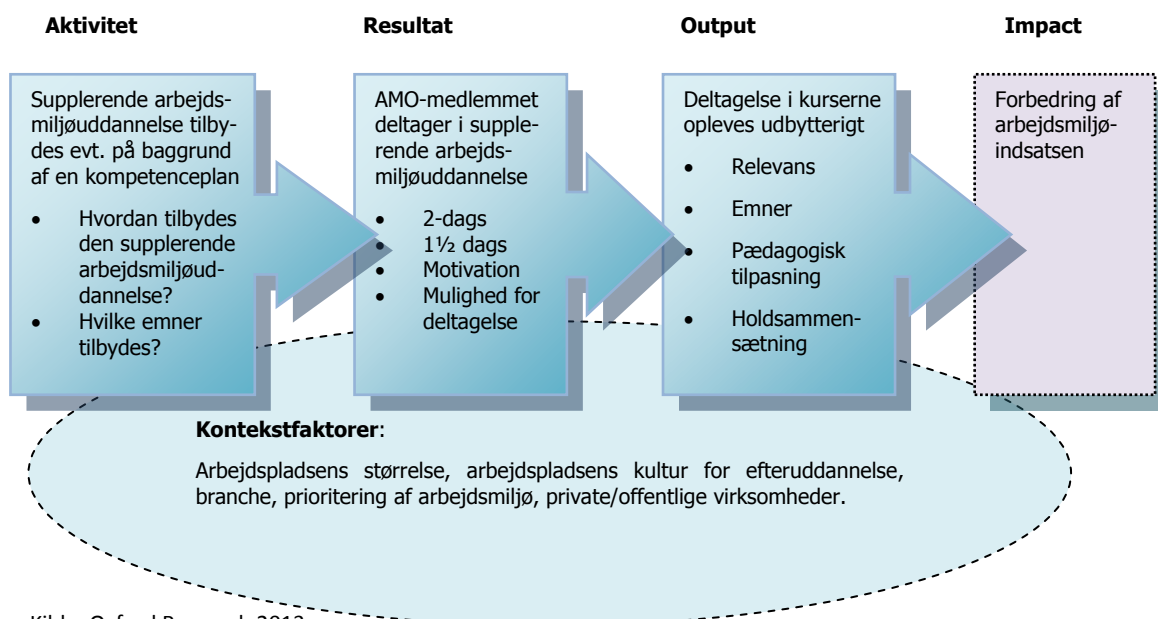 Aktivitet
Resultat
Output
Impact
Supplerende arbejds-
miljøuddannelse tilby-
des evt. på baggrund
af en kompetenceplan
• Hvordan tilbydes
den supplerende
arbejdsmiljøud-
dannelse?
• Hvilke emner
tilbydes?
AMO-medlemmet
deltager i supple-
rende arbejds-
miljøuddannelse
• 2-dags
• 1½ dags
• Motivation
• Mulighed for
deltagelse
Deltagelse i kurserne
opleves udbytterigt
• Relevans
• Emner
• Pædagogisk
tilpasning
• Holdsammen-
sætning
Forbedring af
arbejdsmiljø-
indsatsen
Kontekstfaktorer:
Arbejdspladsens størrelse, arbejdspladsens kultur for efteruddannelse,
branche, prioritering af arbejdsmiljø, private/offentlige virksomheder.